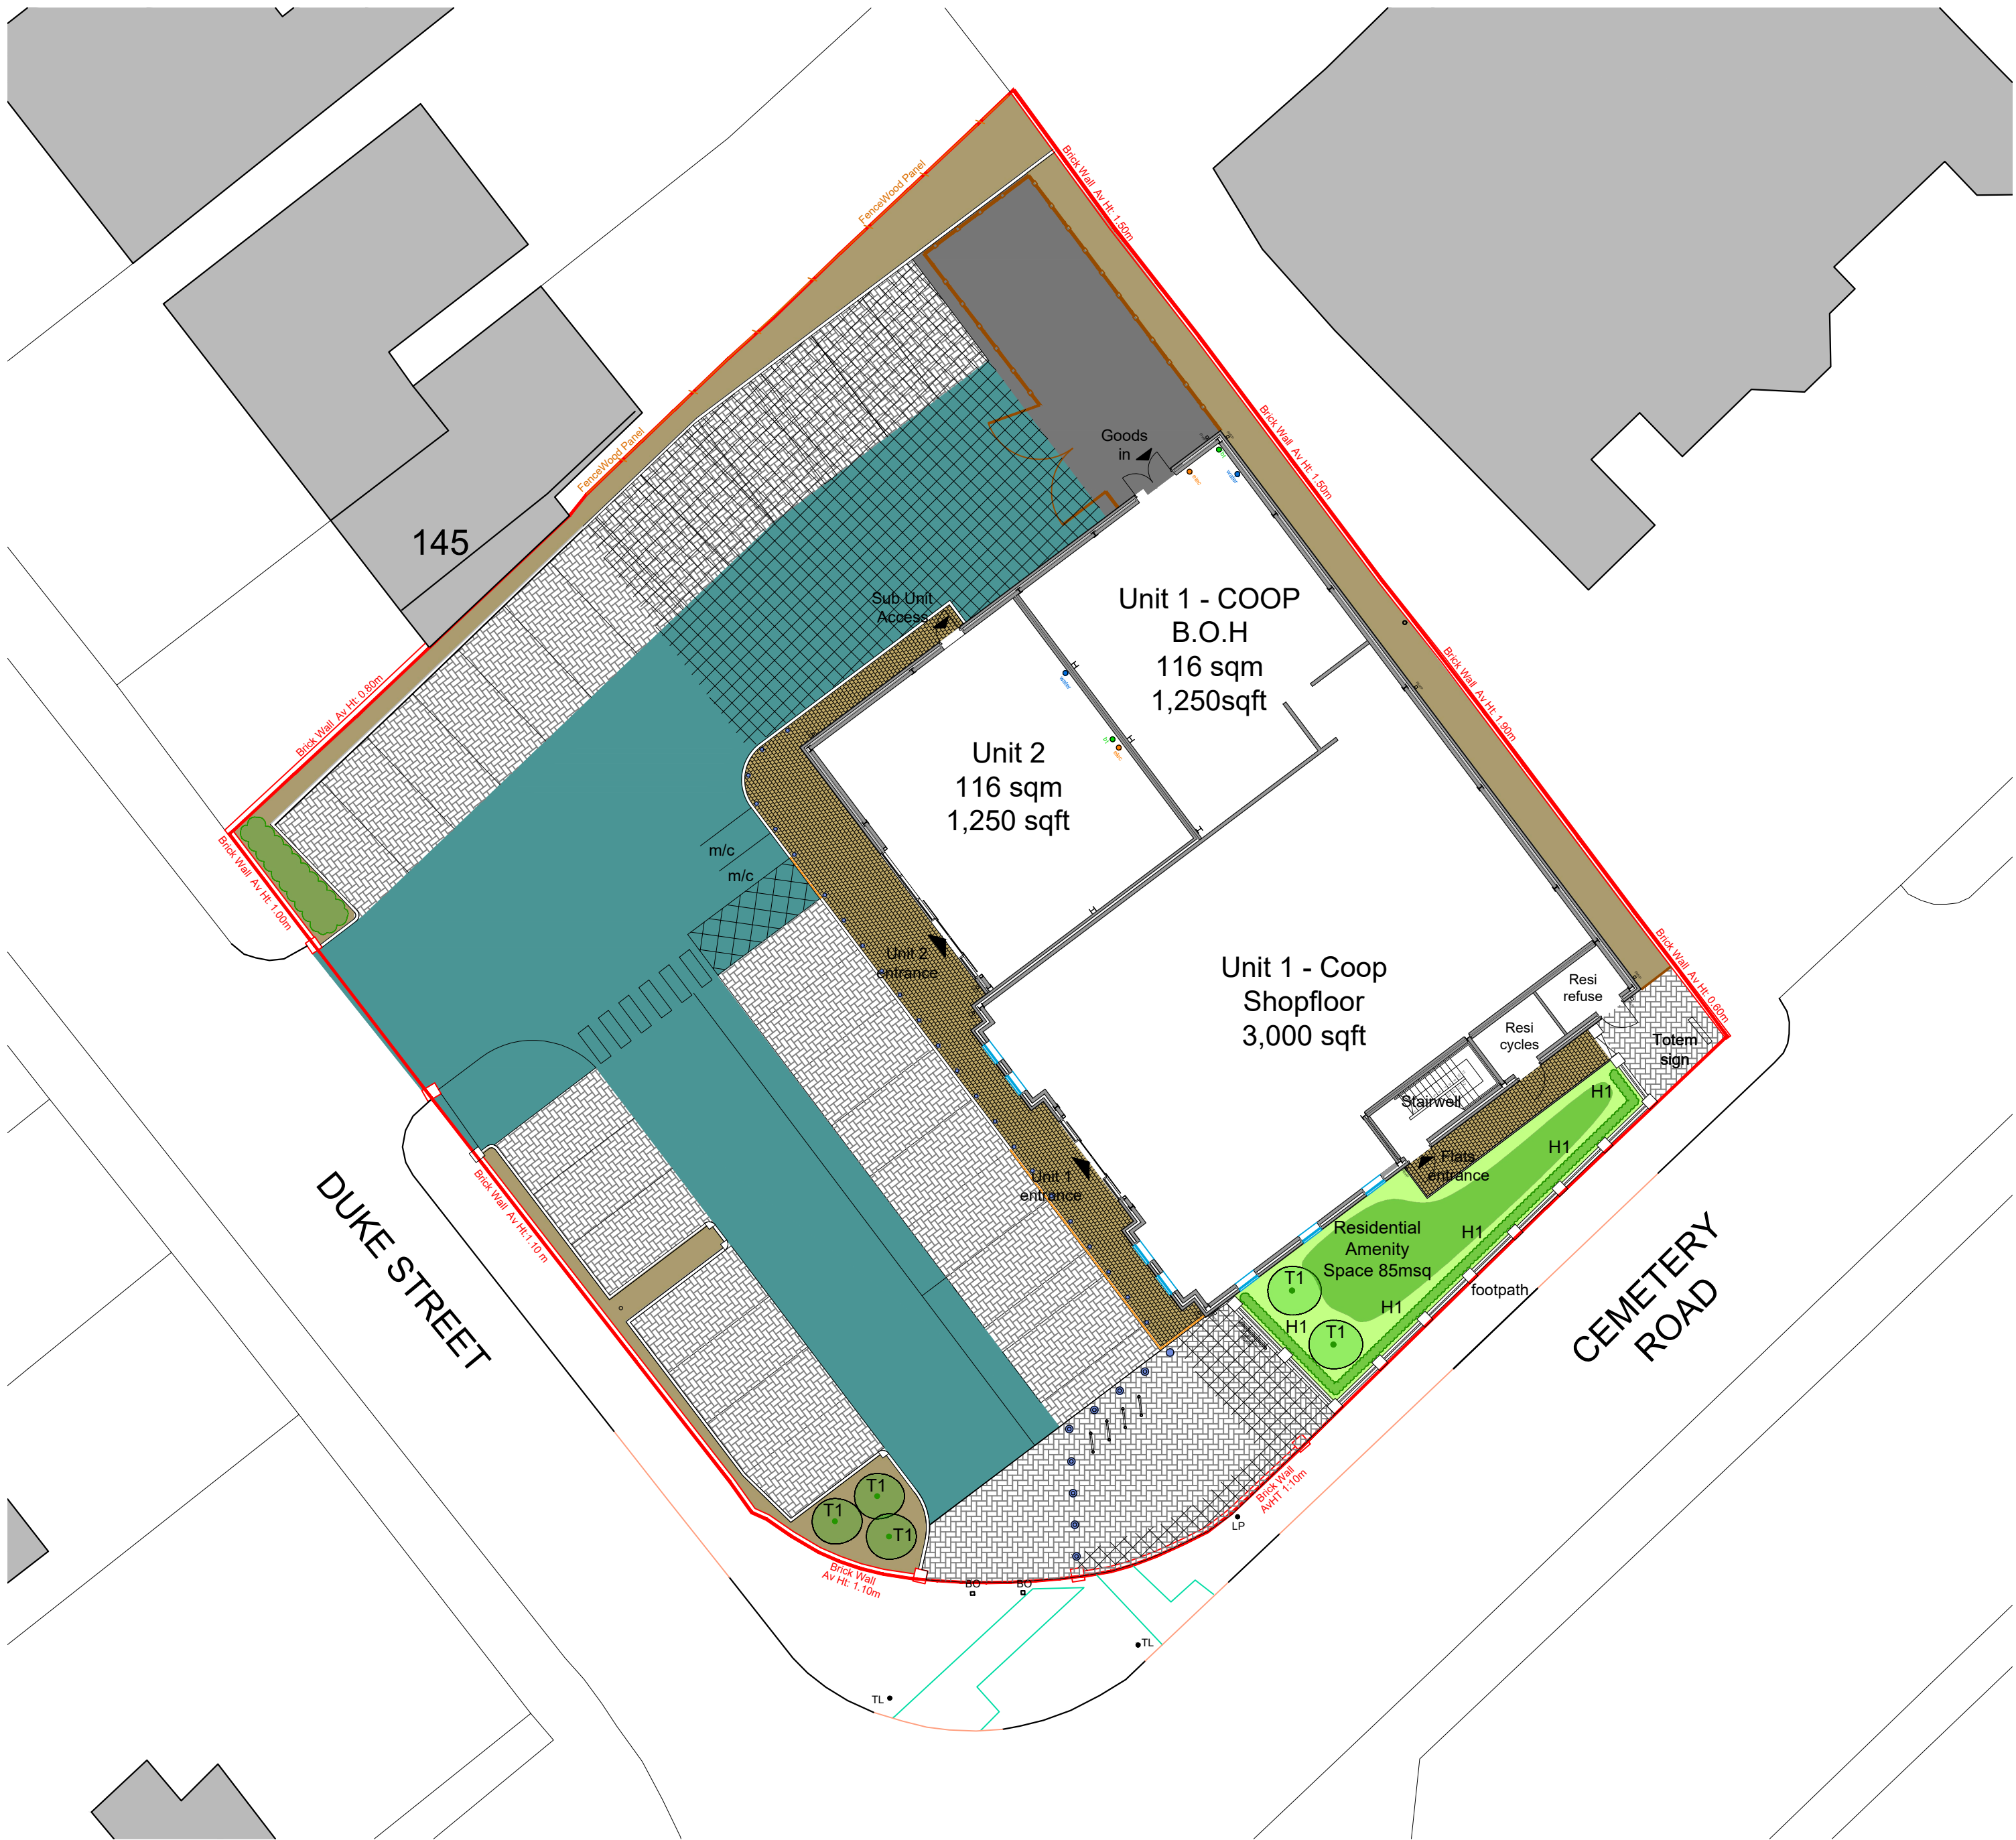 Brick Wall Av Ht: 1.50m
FenceWood Panel
Goods
in
elec
water
Brick Wall Av Ht: 1.50m
FenceWood Panel
145
Sub Unit
Access
Unit 1 - COOP
B.O.H
116 sqm
1,250sqft
water
elec
Brick Wall Av Ht: 0.80m
Brick Wall Av Ht: 1.90m
Unit 2
116 sqm
1,250 sqft
m/c
m/c
Brick Wall Av Ht: 1.00m
Unit 2
entrance
Unit 1 - Coop
Shopfloor
3,000 sqft
Resi
refuse
Resi
cycles
Brick Wall Av Ht: 0.60m
Totem
sign
Stairwell
H1
H1
Flats
entrance
Unit 1
entrance
Brick Wall Av Ht:1.10 m
DUKE STREET
Residential
Amenity
Space 85msq
H1
T1
H1
H1
T1
footpath
CEMETERY
ROAD
T1
T1
T1
Brick Wall
AvHT 1:10m
LP
Brick Wall
Av Ht: 1.10m
BO
BO
TL
TL